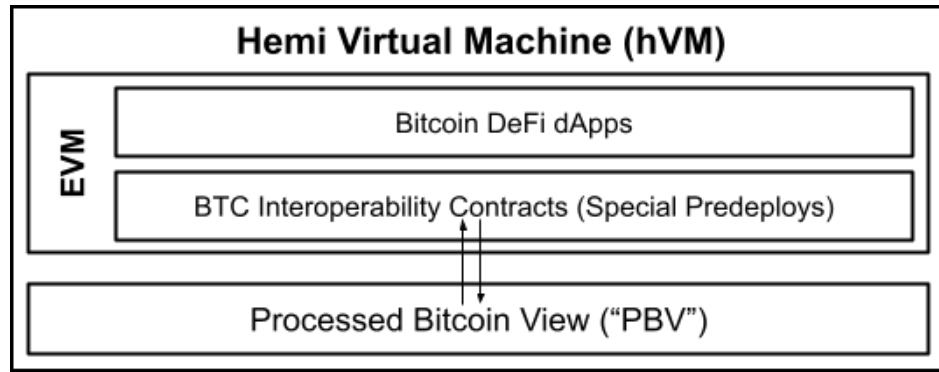 Hemi Virtual Machine (hVM)
EVM
Bitcoin DeFi dApps
BTC Interoperability Contracts (Special Predeploys)
Processed Bitcoin View (“PBV”)